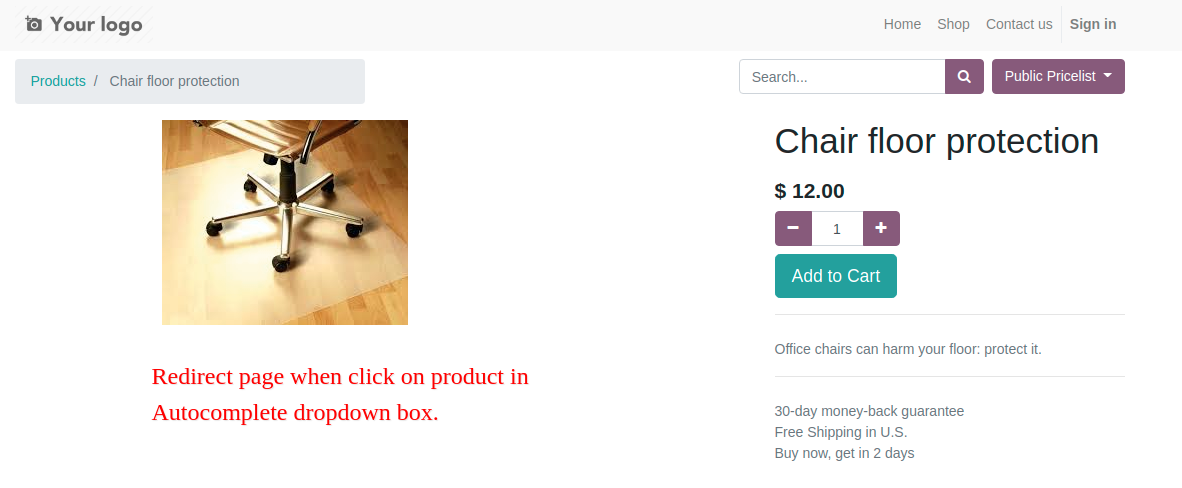 Your logo
Home Shop Contact us Sign in
Products / Chair floor protection
Search...
Public Pricelist
Chair floor protection
$ 12.00
1
Add to Cart
Office chairs can harm your floor: protect it.
Redirect page when click on product in
Autocomplete dropdown box.
30-day money-back guarantee
Free Shipping in U.S.
Buy now, get in 2 days